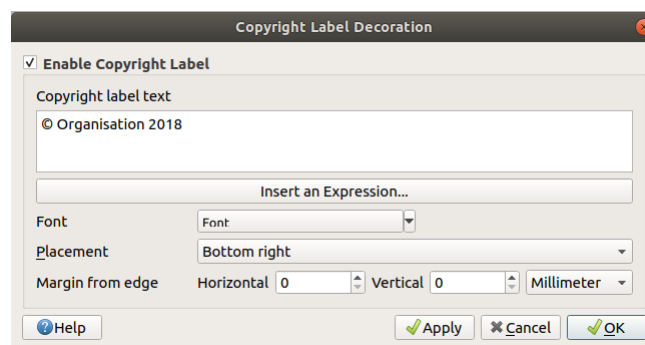 Copyright Label Decoration
Enable Copyright Label
Copyright label text
© Organisation 2018
Insert an Expression...
Font Font
Placement Bottom right
Margin from edge Horizontal 0 Vertical 0 Millimeter
Help Apply Cancel OK